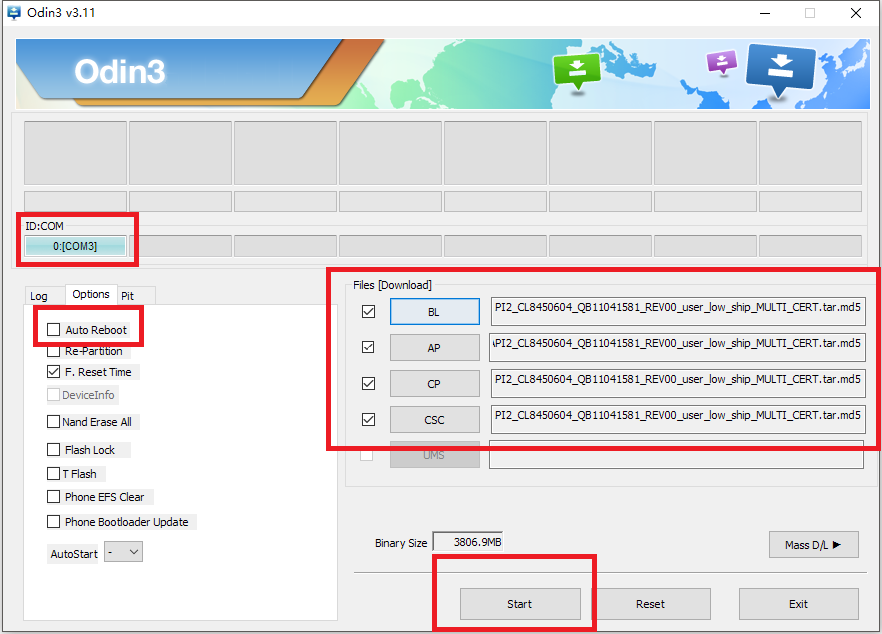 Odin3 v3.11
Odin3
ID:COM
0:[COM3]
Log Options Pit
Auto Reboot
Re-Partition
F. Reset Time
DeviceInfo
Nand Erase All
Flash Lock
T Flash
Phone EFS Clear
Phone Bootloader Update
AutoStart -
Files [Download]
BL PI2_CL8450604_QB11041581_REV00_user_low_ship_MULTI_CERT.tar.md5
AP PI2_CL8450604_QB11041581_REV00_user_low_ship_MULTI_CERT.tar.md5
CP PI2_CL8450604_QB11041581_REV00_user_low_ship_MULTI_CERT.tar.md5
CSC PI2_CL8450604_QB11041581_REV00_user_low_ship_MULTI_CERT.tar.md5
UMS
Binary Size 3806.9MB
Mass D/L ►
Start Reset Exit